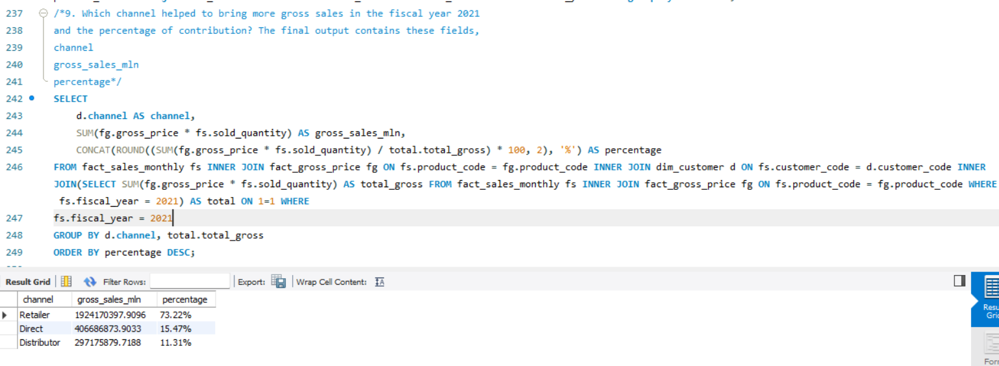 237 /*9. Which channel helped to bring more gross sales in the fiscal year 2021
238 and the percentage of contribution? The final output contains these fields,
239 channel
240 gross_sales_mln
241 percentage*/
242 SELECT
243 d.channel AS channel,
244 SUM(fg.gross_price * fs.sold_quantity) AS gross_sales_mln,
245 CONCAT(ROUND((SUM(fg.gross_price * fs.sold_quantity) / total.total_gross) * 100, 2), '%') AS percentage
246 FROM fact_sales_monthly fs INNER JOIN fact_gross_price fg ON fs.product_code = fg.product_code INNER JOIN dim_customer d ON fs.customer_code = d.customer_code INNER
JOIN(SELECT SUM(fg.gross_price * fs.sold_quantity) AS total_gross FROM fact_sales_monthly fs INNER JOIN fact_gross_price fg ON fs.product_code = fg.product_code WHERE
fs.fiscal_year = 2021) AS total ON 1=1 WHERE
247 fs.fiscal_year = 2021
248 GROUP BY d.channel, total.total_gross
249 ORDER BY percentage DESC;
Result Grid Filter Rows: Export: Wrap Cell Content:
channel gross_sales_mln percentage
Retailer 1924170397.9096 73.22%
Direct 406686873.9033 15.47%
Distributor 297175879.7188 11.31%